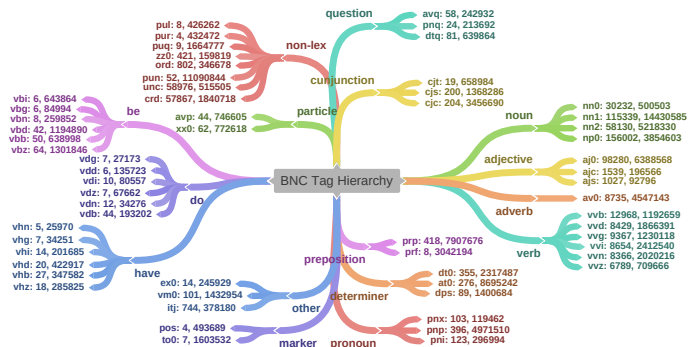 question
avq: 58, 242932
pnq: 24, 213692
dtq: 81, 639864
pul: 8, 426262
pur: 4, 432472
puq: 9, 1664777
zz0: 421, 159819
ord: 802, 346678
pun: 52, 11090844
unc: 58976, 515505
crd: 57867, 1840718
non-lex
cunjunction
cjt: 19, 658984
cjs: 200, 1368286
cjc: 204, 3456690
particle
avp: 44, 746605
xx0: 62, 772618
be
vbi: 6, 643864
vbg: 6, 84994
vbn: 8, 259852
vbd: 42, 1194890
vbb: 50, 638998
vbz: 64, 1301846
noun
nn0: 30232, 500503
nn1: 115339, 14430585
nn2: 58130, 5218330
np0: 156002, 3854603
adjective
aj0: 98280, 6388568
ajc: 1539, 196566
ajs: 1027, 92796
BNC Tag Hierarchy
do
vdg: 7, 27173
vdd: 6, 135723
vdi: 10, 80557
vdz: 7, 67662
vdn: 12, 34276
vdb: 44, 193202
adverb
av0: 8735, 4547143
verb
vvb: 12968, 1192659
vvd: 8429, 1866391
vvg: 9367, 1230118
vvi: 8654, 2412540
vvn: 8366, 2020216
vvz: 6789, 709666
have
vhn: 5, 25970
vhg: 7, 34251
vhi: 14, 201685
vhd: 20, 422917
vhb: 27, 347582
vhz: 18, 285825
preposition
prp: 418, 7907676
prf: 8, 3042194
other
ex0: 14, 245929
vm0: 101, 1432954
itj: 744, 378180
determiner
dt0: 355, 2317487
at0: 276, 8695242
dps: 89, 1400684
marker
pos: 4, 493689
to0: 7, 1603532
pronoun
pnx: 103, 119462
pnp: 396, 4971510
pni: 123, 296994